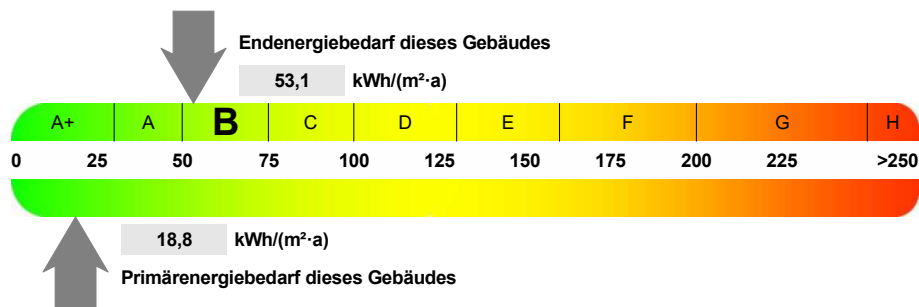 Endenergiebedarf dieses Gebäudes
53,1 kWh/(m²·a)
A+ A B C D E F G H
0 25 50 75 100 125 150 175 200 225 >250
18,8 kWh/(m²·a)
Primärenergiebedarf dieses Gebäudes